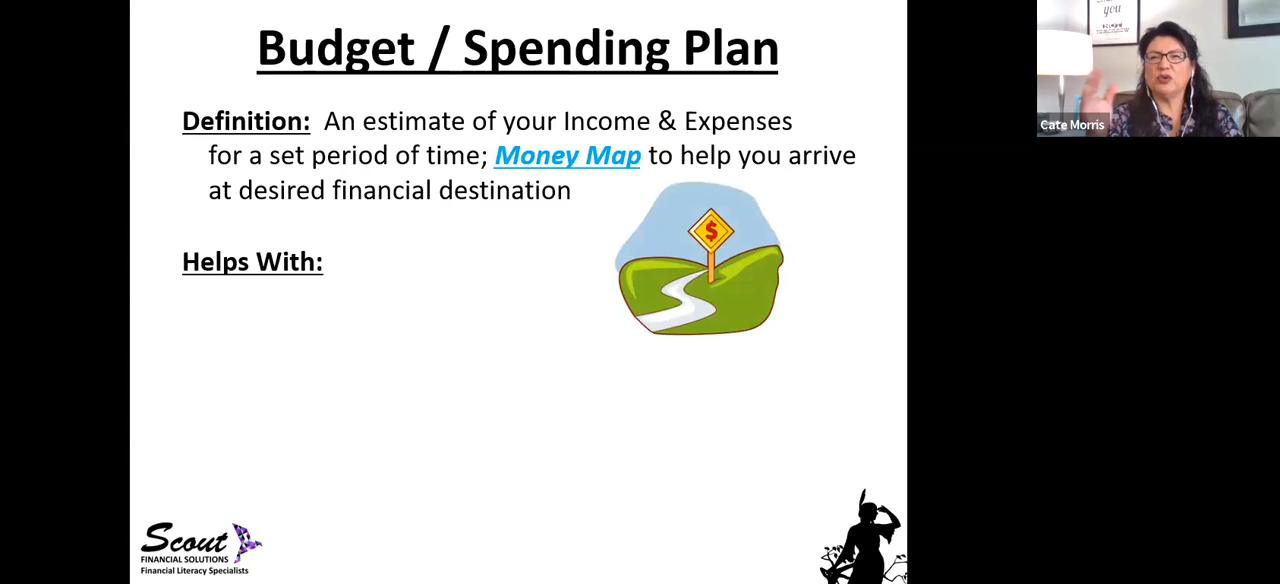 Budget / Spending Plan
Definition: An estimate of your Income & Expenses
for a set period of time; Money Map to help you arrive
at desired financial destination
$
Helps With:
Scout
FINANCIAL SOLUTIONS
Financial Literacy Specialists
you
Cate Morris